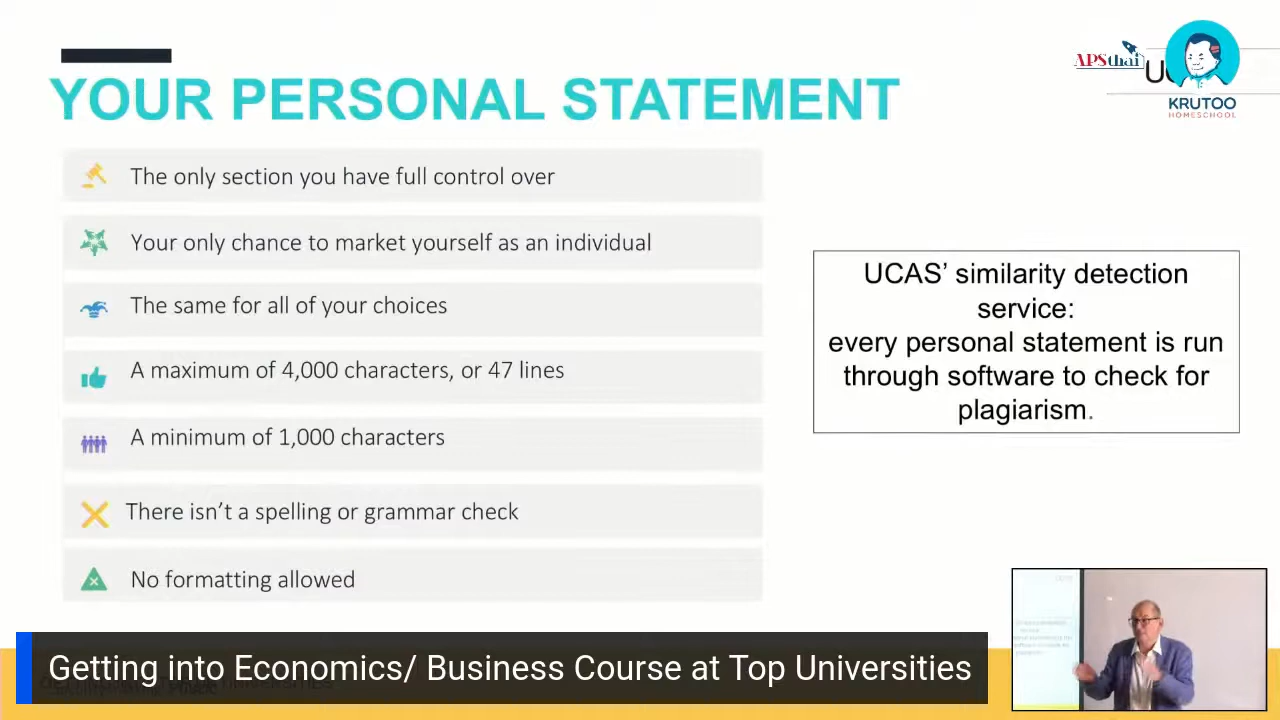 YOUR PERSONAL STATEMENT
APSthai
KRUTOO
HOMESCHOOL
The only section you have full control over
Your only chance to market yourself as an individual
The same for all of your choices
A maximum of 4,000 characters, or 47 lines
A minimum of 1,000 characters
There isn’t a spelling or grammar check
No formatting allowed
UCAS’ similarity detection
service:
every personal statement is run
through software to check for
plagiarism.
Getting into Economics/ Business Course at Top Universities